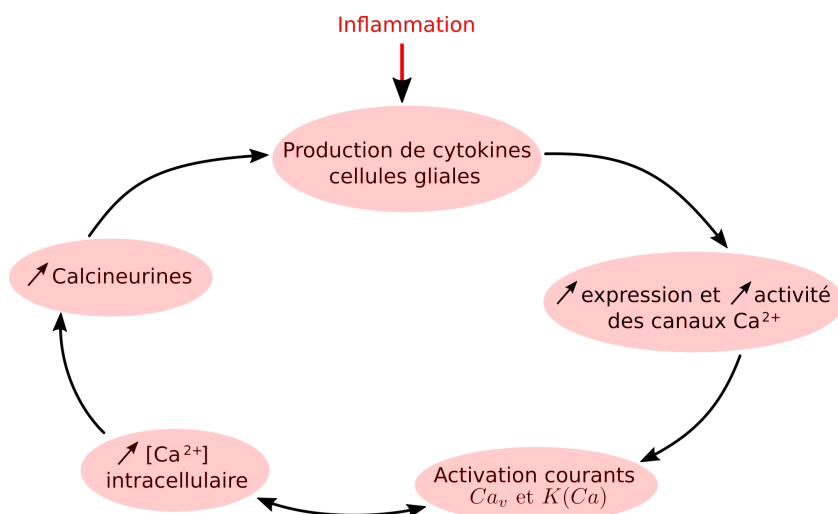 Inflammation
Production de cytokines
cellules gliales
↗ expression et ↗ activité
des canaux Ca²⁺
Activation courants
Ca_v et K(Ca)
↗ [Ca²⁺]
intracellulaire
↗ Calcineurines